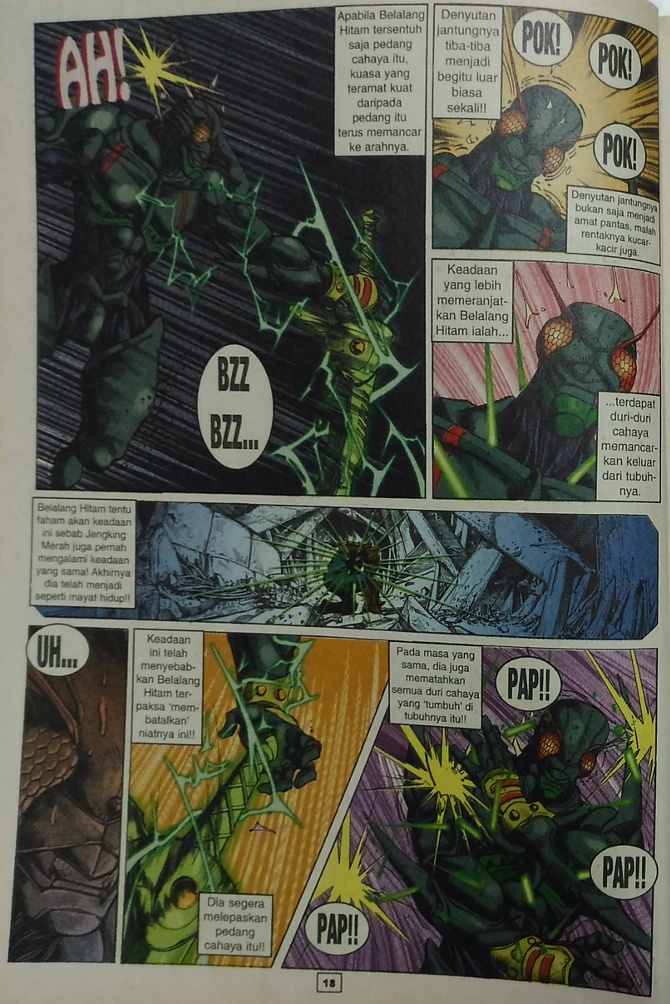 AH!
Apabila Belalang
Hitam tersentuh
saja pedang
cahaya itu,
kuasa yang
teramat kuat
daripada
pedang itu
terus memancar
ke arahnya.
BZZ
BZZ...
Denyutan
jantungnya
tiba-tiba
menjadi
begitu luar
biasa
sekali!!
POK!
POK!
POK!
Denyutan jantungnya
bukan saja menjadi
amat pantas, malah
rentaknya kucar-
kacir juga.
Keadaan
yang lebih
memeranjat-
kan Belalang
Hitam ialah...
...terdapat
duri-duri
cahaya
memancar-
kan keluar
dari tubuh-
nya.
Belalang Hitam tentu
faham akan keadaan
ini sebab Jengking
Merah juga pernah
mengalami keadaan
yang sama! Akhirnya
dia telah menjadi
seperti mayat hidup!!
UH...
Keadaan
ini telah
menyebab-
kan Belalang
Hitam ter-
paksa 'mem-
batalkan'
niatnya ini!!
Dia segera
melepaskan
pedang
cahaya itu!!
Pada masa yang
sama, dia juga
mematahkan
semua duri cahaya
yang 'tumbuh' di
tubuhnya itu!!
PAP!!
PAP!!
PAP!!
18